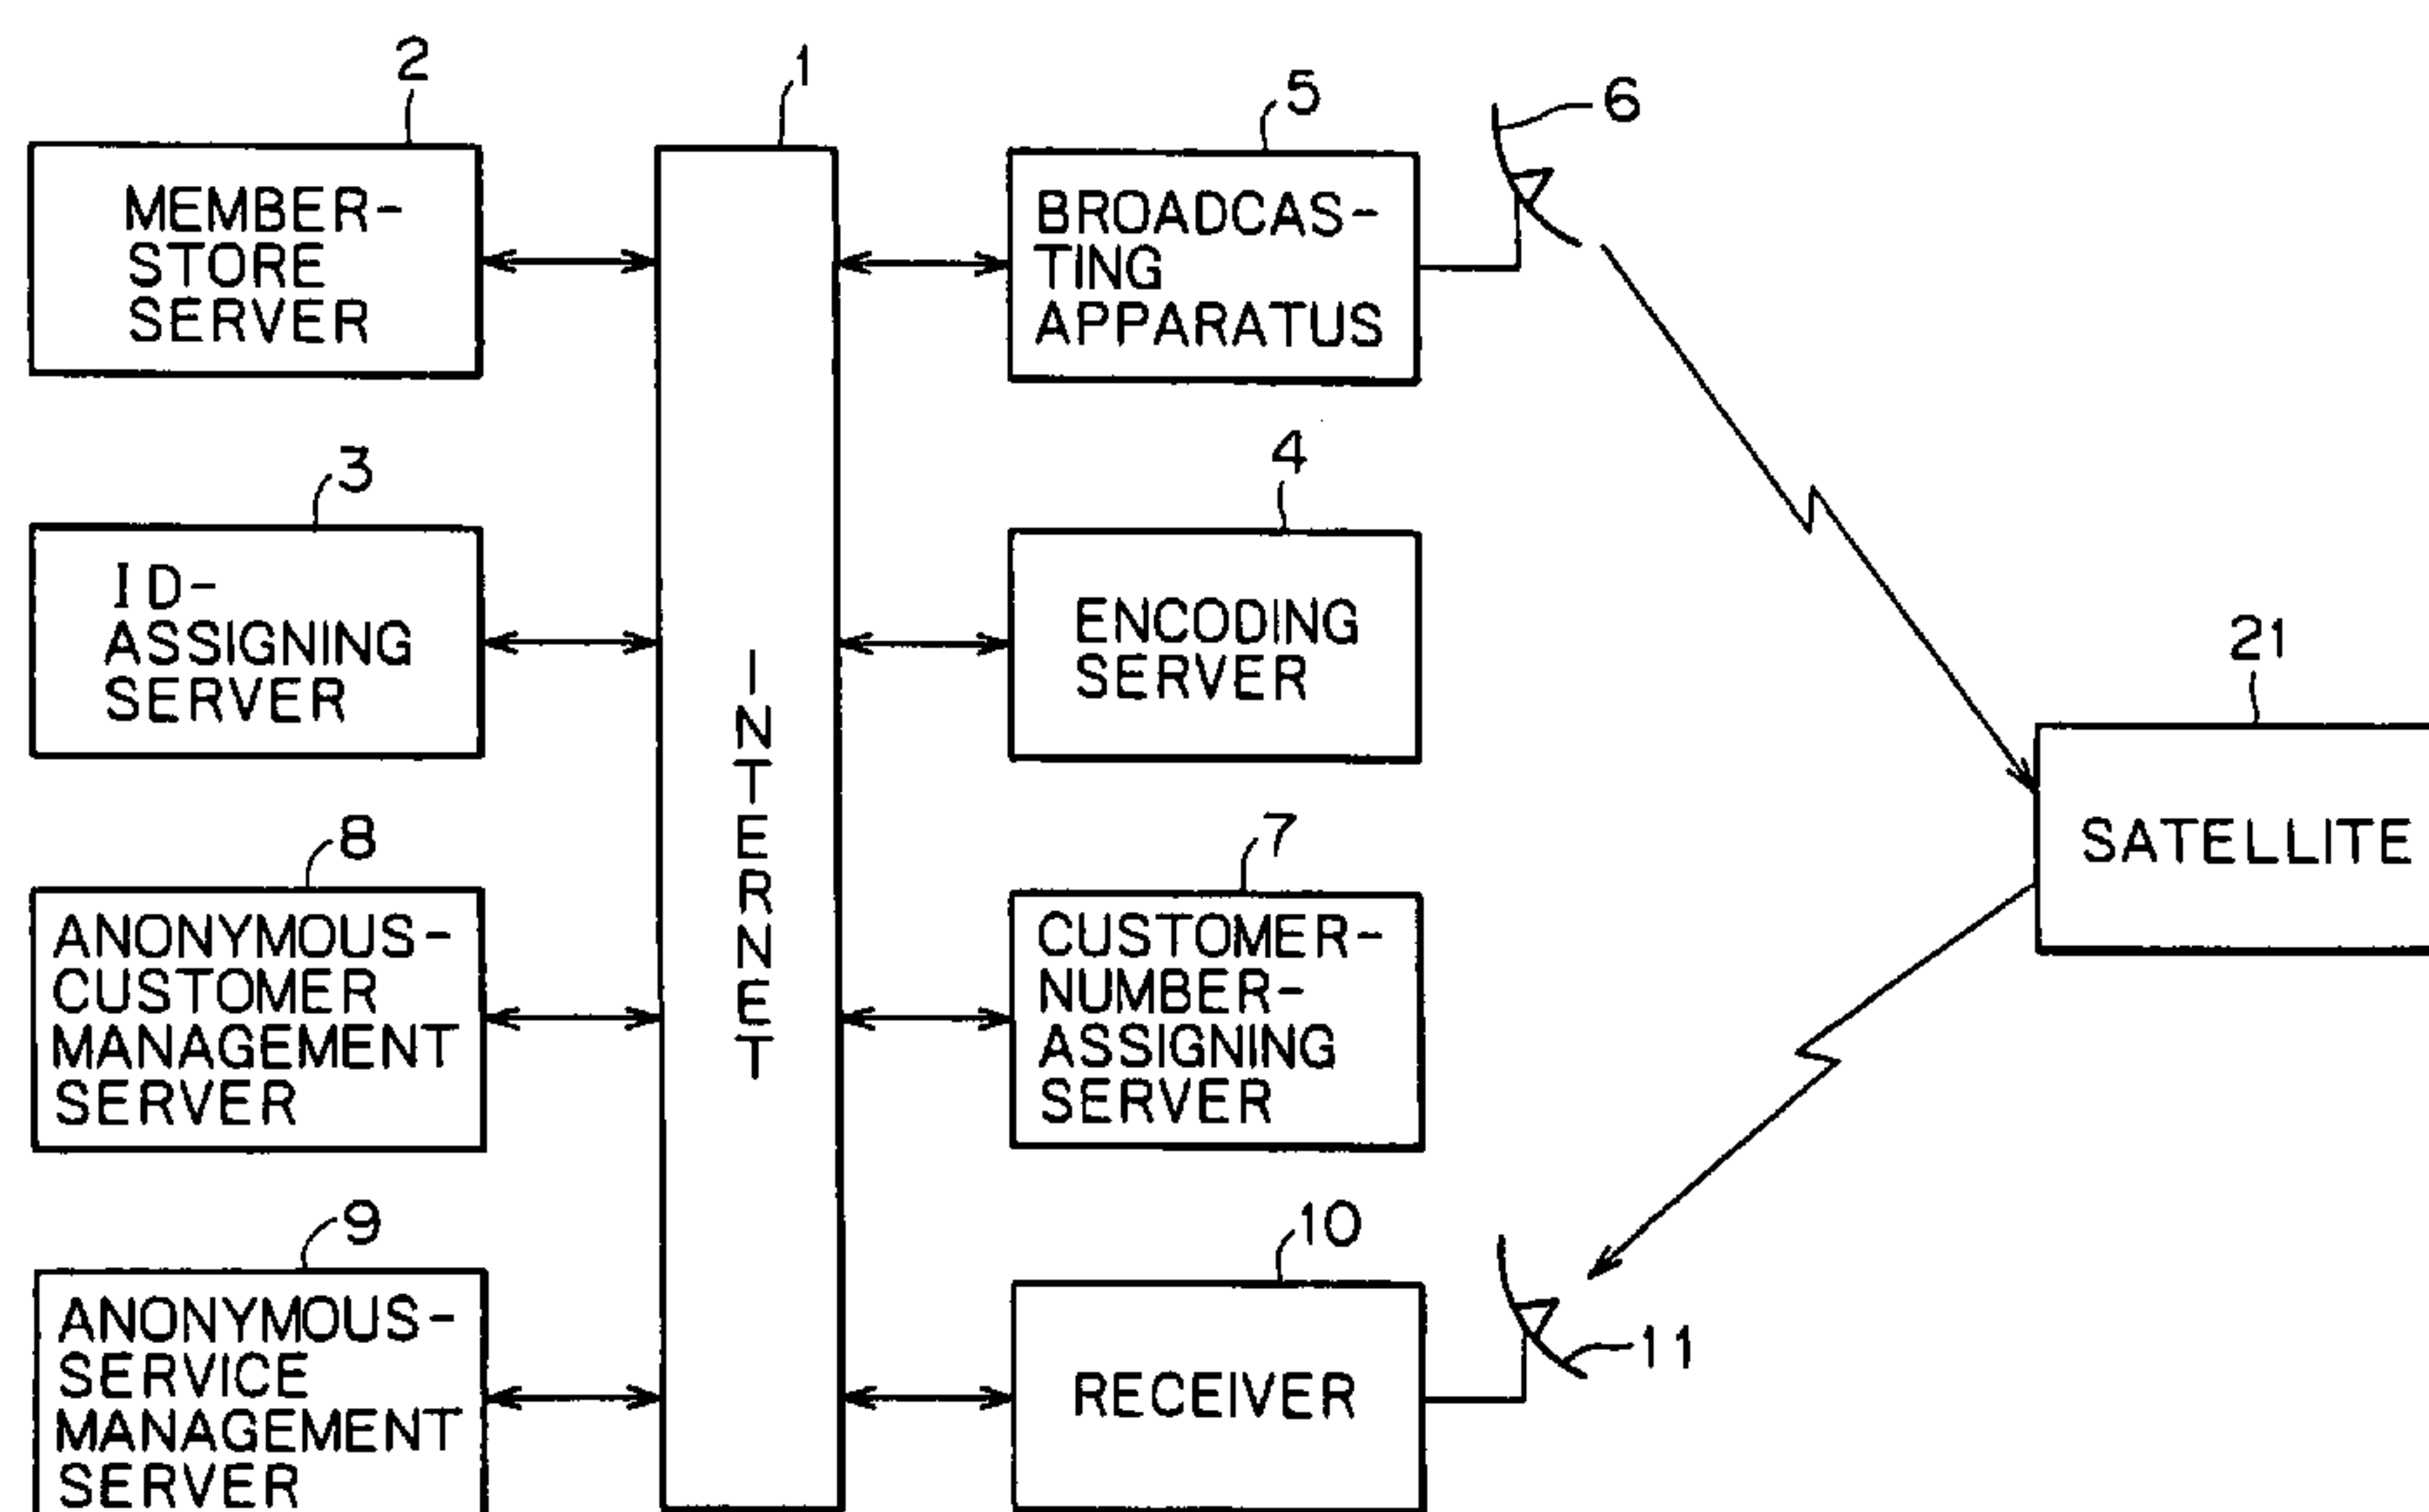 2
MEMBER-
STORE
SERVER
3
ID-
ASSIGNING
SERVER
8
ANONYMOUS-
CUSTOMER
MANAGEMENT
SERVER
9
ANONYMOUS-
SERVICE
MANAGEMENT
SERVER
1
INTERNET
5
BROADCAS-
TING
APPARATUS
6
4
ENCODING
SERVER
7
CUSTOMER-
NUMBER-
ASSIGNING
SERVER
10
RECEIVER
11
21
SATELLITE